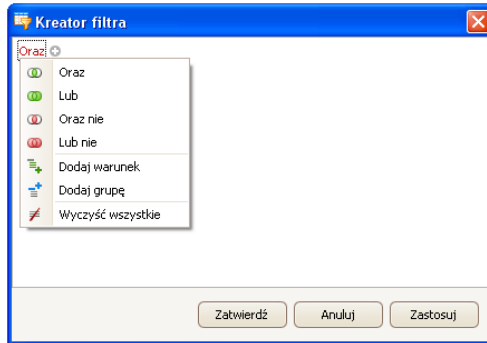 Kreator filtra
Oraz
Oraz
Lub
Oraz nie
Lub nie
Dodaj warunek
Dodaj grupę
Wyczyść wszystkie
Zatwierdź Anuluj Zastosuj